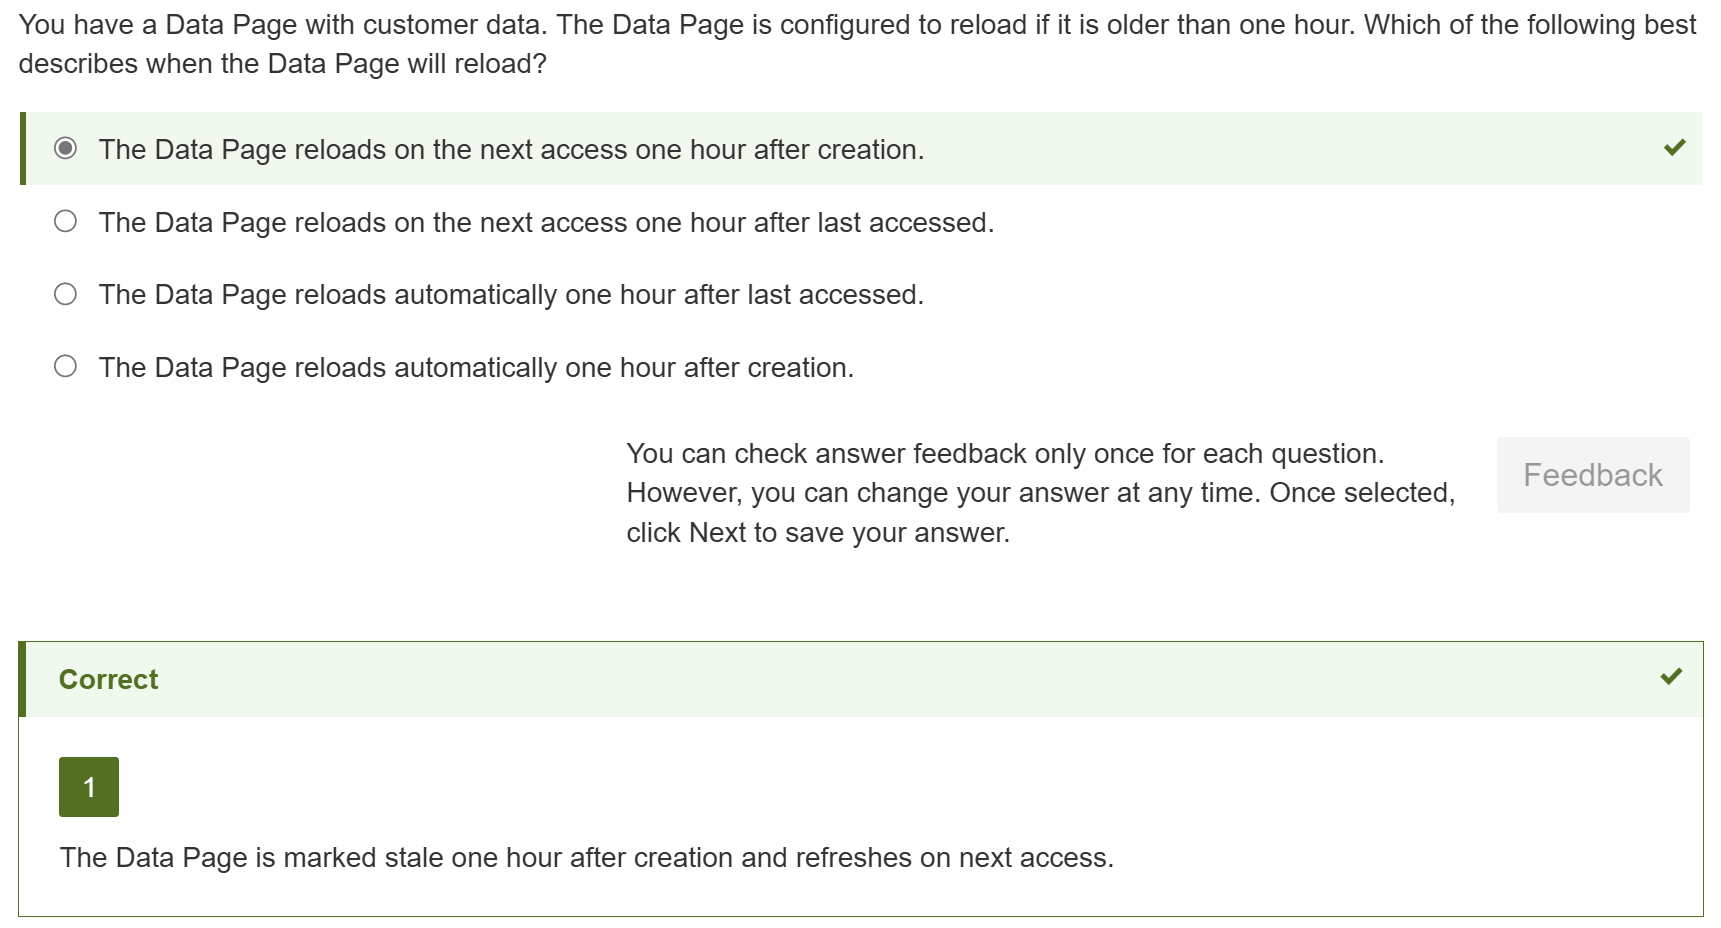 You have a Data Page with customer data. The Data Page is configured to reload if it is older than one hour. Which of the following best
describes when the Data Page will reload?
The Data Page reloads on the next access one hour after creation.
The Data Page reloads on the next access one hour after last accessed.
The Data Page reloads automatically one hour after last accessed.
The Data Page reloads automatically one hour after creation.
You can check answer feedback only once for each question.
However, you can change your answer at any time. Once selected,
click Next to save your answer.
Feedback
Correct
1
The Data Page is marked stale one hour after creation and refreshes on next access.